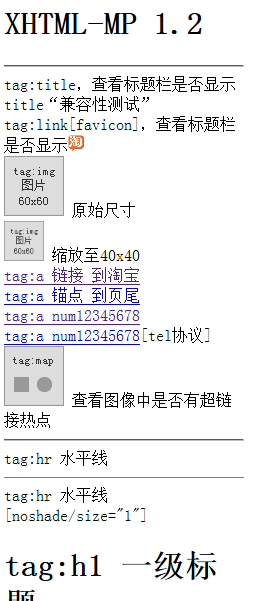 XHTML-MP 1.2
tag:title，查看标题栏是否显示
title“兼容性测试”
tag:link[favicon]，查看标题栏
是否显示淘
tag:img
图片
60x60
原始尺寸
tag:img
图片
60x60
缩放至40x40
tag:a 链接 到淘宝
tag:a 锚点 到页尾
tag:a num12345678
tag:a num12345678[tel协议]
tag:map
查看图像中是否有超链
接热点
tag:hr 水平线
tag:hr 水平线
[noshade/size="1"]
tag:h1 一级标
题